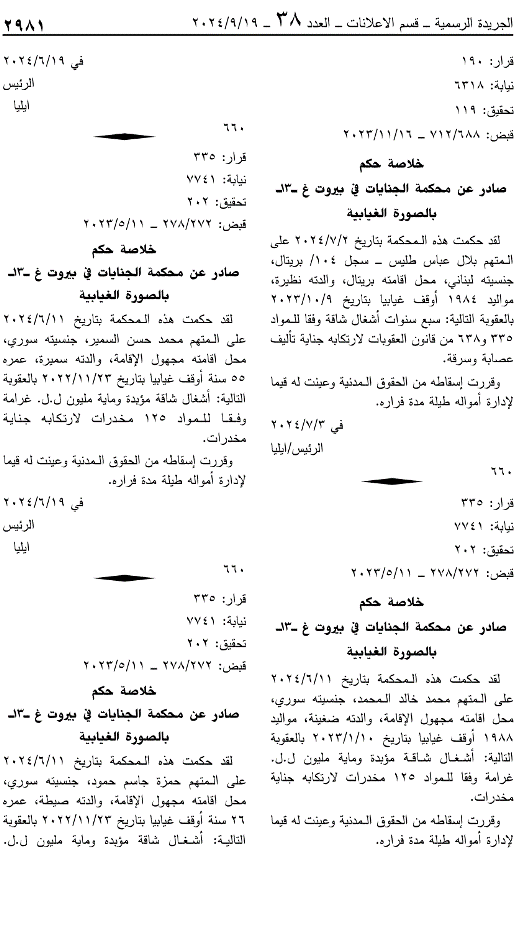 الجريدة الرسمية – قسم الاعلانات – العدد ٣٨ – ٢٠٢٤/٩/١٩
٢٩٨١
قرار: ١٩٠
نيابة: ٦٣١٨
تحقيق: ١١٩
قبض: ٧١٢/٦٨٨ – ٢٠٢٣/١١/١٦
خلاصة حكم
صادر عن محكمة الجنايات في بيروت غ –١٣–
بالصورة الغيابية
لقد حكمت هذه المحكمة بتاريخ ٢٠٢٤/٧/٢ على
المتهم بلال عباس طليس – سجل ١٠٤/ بريتال،
جنسيته لبناني، محل اقامته بريتال، والدته نظيرة،
مواليد ١٩٨٤ أوقف غيابيا بتاريخ ٢٠٢٣/١٠/٩
بالعقوبة التالية: سبع سنوات أشغال شاقة وفقا للمواد
٣٣٥ و٦٣٨ من قانون العقوبات لارتكابه جناية تأليف
عصابة وسرقة.
وقررت إسقاطه من الحقوق المدنية وعينت له قيما
لإدارة أمواله طيلة مدة فراره.
في ٢٠٢٤/٧/٣
الرئيس/ايليا
٦٦٠
قرار: ٣٣٥
نيابة: ٧٧٤١
تحقيق: ٢٠٢
قبض: ٢٧٨/٢٧٢ – ٢٠٢٣/٥/١١
خلاصة حكم
صادر عن محكمة الجنايات في بيروت غ –١٣–
بالصورة الغيابية
لقد حكمت هذه المحكمة بتاريخ ٢٠٢٤/٦/١١
على المتهم محمد خالد المحمد، جنسيته سوري،
محل اقامته مجهول الإقامة، والدته ضغينة، مواليد
١٩٨٨ أوقف غيابيا بتاريخ ٢٠٢٣/١/١٠ بالعقوبة
التالية: أشغال شاقة مؤبدة وماية مليون ل.ل.
غرامة وفقا للمواد ١٢٥ مخدرات لارتكابه جناية
مخدرات.
وقررت إسقاطه من الحقوق المدنية وعينت له قيما
لإدارة أمواله طيلة مدة فراره.
في ٢٠٢٤/٦/١٩
الرئيس
ايليا
٦٦٠
قرار: ٣٣٥
نيابة: ٧٧٤١
تحقيق: ٢٠٢
قبض: ٢٧٨/٢٧٢ – ٢٠٢٣/٥/١١
خلاصة حكم
صادر عن محكمة الجنايات في بيروت غ –١٣–
بالصورة الغيابية
لقد حكمت هذه المحكمة بتاريخ ٢٠٢٤/٦/١١
على المتهم محمد حسن السمير، جنسيته سوري،
محل اقامته مجهول الإقامة، والدته سميرة، عمره
٥٥ سنة أوقف غيابيا بتاريخ ٢٠٢٢/١١/٢٣ بالعقوبة
التالية: أشغال شاقة مؤبدة وماية مليون ل.ل. غرامة
وفقا للمواد ١٢٥ مخدرات لارتكابه جناية
مخدرات.
وقررت إسقاطه من الحقوق المدنية وعينت له قيما
لإدارة أمواله طيلة مدة فراره.
في ٢٠٢٤/٦/١٩
الرئيس
ايليا
٦٦٠
قرار: ٣٣٥
نيابة: ٧٧٤١
تحقيق: ٢٠٢
قبض: ٢٧٨/٢٧٢ – ٢٠٢٣/٥/١١
خلاصة حكم
صادر عن محكمة الجنايات في بيروت غ –١٣–
بالصورة الغيابية
لقد حكمت هذه المحكمة بتاريخ ٢٠٢٤/٦/١١
على المتهم حمزة جاسم حمود، جنسيته سوري،
محل اقامته مجهول الإقامة، والدته صبيطة، عمره
٢٦ سنة أوقف غيابيا بتاريخ ٢٠٢٢/١١/٢٣ بالعقوبة
التالية: أشغال شاقة مؤبدة وماية مليون ل.ل.